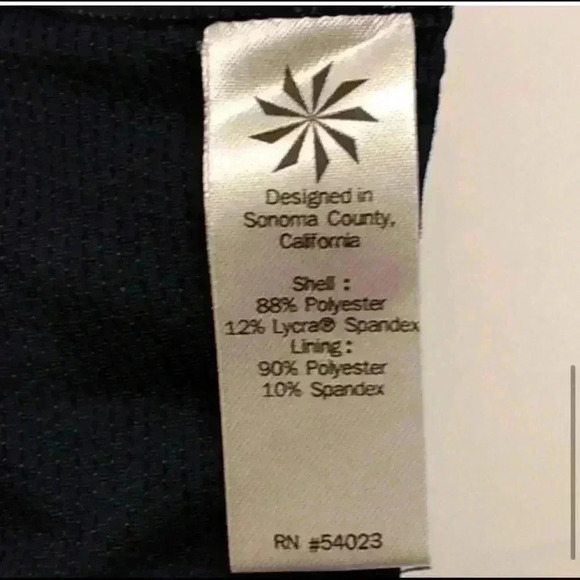 Designed in
Sonoma County,
California
Shell :
88% Polyester
12% Lycra® Spandex
Lining :
90% Polyester
10% Spandex
RN #54023